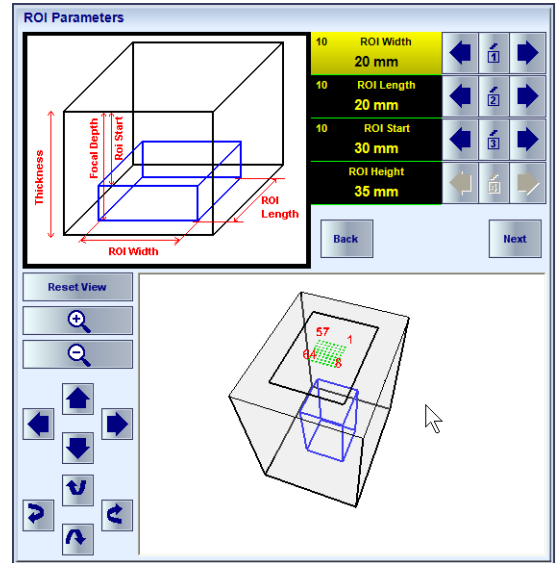 ROI Parameters
10 ROI Width
20 mm
1
10 ROI Length
20 mm
2
10 ROI Start
30 mm
3
ROI Height
35 mm
Thickness
Focal Depth
Roi Start
ROI
Length
ROI Width
Back
Next
Reset View
57
1
64
8